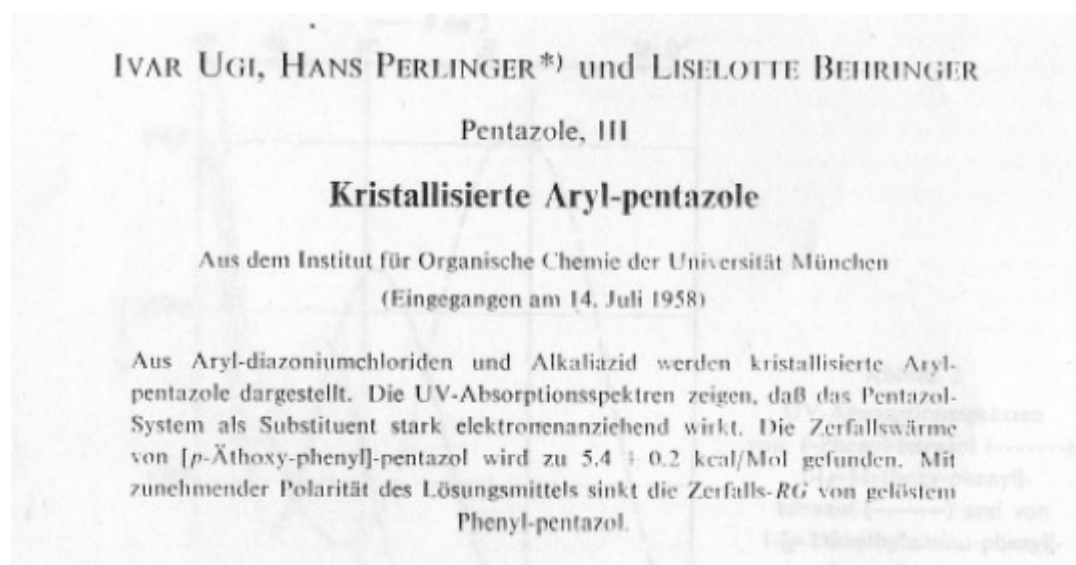 IVAR UGI, HANS PERLINGER*) und LISELOTTE BEHRINGER
Pentazole, III
Kristallisierte Aryl-pentazole
Aus dem Institut für Organische Chemie der Universität München
(Eingegangen am 14. Juli 1958)
Aus Aryl-diazoniumchloriden und Alkaliazid werden kristallisierte Aryl-
pentazole dargestellt. Die UV-Absorptionsspektren zeigen, daß das Pentazol-
System als Substituent stark elektronenanziehend wirkt. Die Zerfallswärme
von [p-Äthoxy-phenyl]-pentazol wird zu 5.4 ± 0.2 kcal/Mol gefunden. Mit
zunehmender Polarität des Lösungsmittels sinkt die Zerfalls-RG von gelöstem
Phenyl-pentazol.